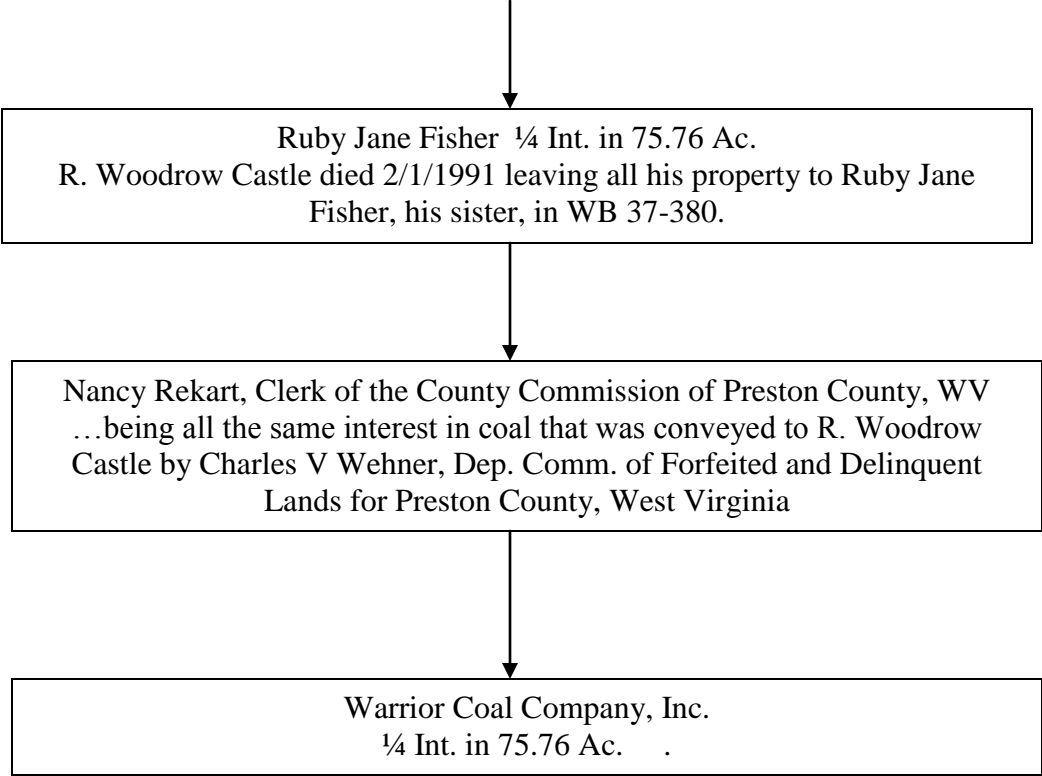 Ruby Jane Fisher ¼ Int. in 75.76 Ac.
R. Woodrow Castle died 2/1/1991 leaving all his property to Ruby Jane
Fisher, his sister, in WB 37-380.
Nancy Rekart, Clerk of the County Commission of Preston County, WV
…being all the same interest in coal that was conveyed to R. Woodrow
Castle by Charles V Wehner, Dep. Comm. of Forfeited and Delinquent
Lands for Preston County, West Virginia
Warrior Coal Company, Inc.
¼ Int. in 75.76 Ac. .